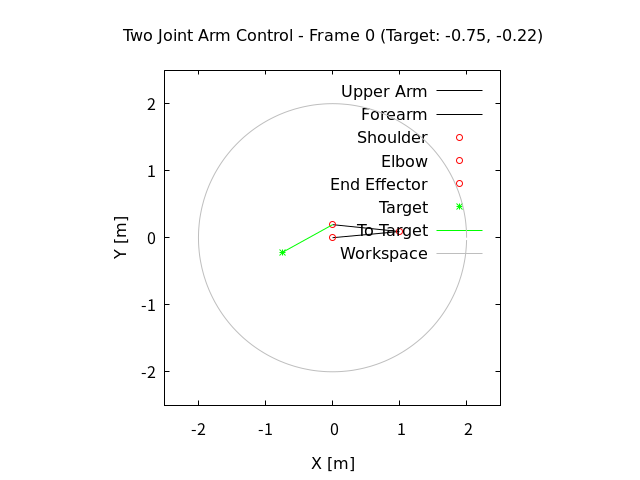 Two Joint Arm Control - Frame 0 (Target: -0.75, -0.22)
Upper Arm
Forearm
Shoulder
Elbow
End Effector
Target
To Target
Workspace
2
1
0
-1
-2
Y [m]
-2 -1 0 1 2
X [m]